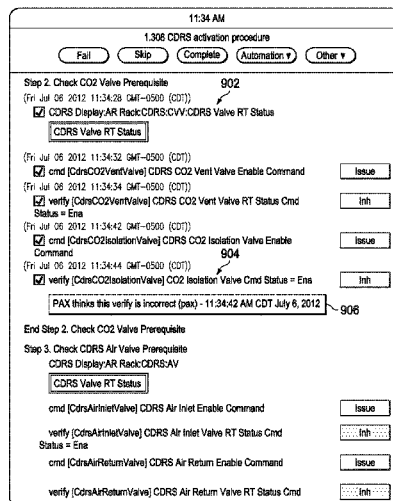 11:34 AM
1.306 CDRS activation procedure
Fail Skip Complete Automation ▾ Other ▾
Step 2. Check CO2 Valve Prerequisite
902
(Fri Jul 06 2012 11:34:28 GMT-0500 (CDT))
CDRS Display:AR Rack:CDRS:CVV:CDRS Valve RT Status
CDRS Valve RT Status
(Fri Jul 06 2012 11:34:32 GMT-0500 (CDT))
cmd [CdrsCO2VentValve] CDRS CO2 Vent Valve Enable Command
Issue
(Fri Jul 06 2012 11:34:34 GMT-0500 (CDT))
verify [CdrsCO2VentValve] CDRS CO2 Vent Valve RT Status Cmd
Inh
Status = Ena
(Fri Jul 06 2012 11:34:42 GMT-0500 (CDT))
cmd [CdrsCO2IsolationValve] CDRS CO2 Isolation Valve Enable
Issue
Command
904
(Fri Jul 06 2012 11:34:44 GMT-0500 (CDT))
verify [CdrsCO2IsolationValve] CO2 Isolation Valve Cmd Status = Ena
Inh
PAX thinks this verify is incorrect (pax) - 11:34:42 AM CDT July 6, 2012
906
End Step 2. Check CO2 Valve Prerequisite
Step 3. Check CDRS Air Valve Prerequisite
CDRS Display:AR Rack:CDRS:AV
CDRS Valve RT Status
cmd [CdrsAirInletValve] CDRS Air Inlet Enable Command
Issue
verify [CdrsAirInletValve] CDRS Air Inlet Valve RT Status Cmd
Inh
Status = Ena
cmd [CdrsAirReturnValve] CDRS Air Return Enable Command
Issue
verify [CdrsAirReturnValve] CDRS Air Return Valve RT Status Cmd
Inh